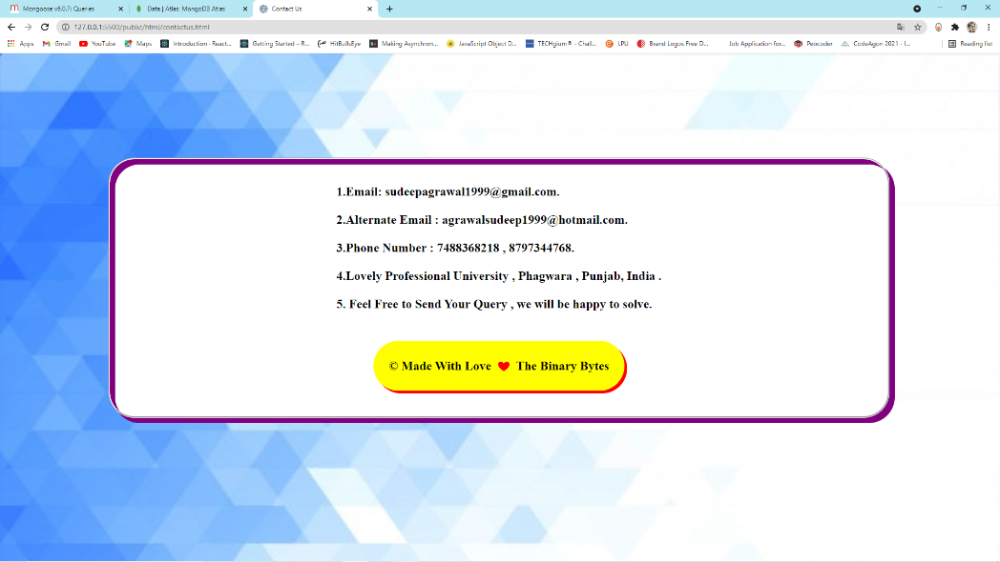 Mongoose v6.0.7: Queries
Data | Atlas: MongoDB Atlas
Contact Us
127.0.0.1:5500/public/html/contactus.html
Apps
Gmail
YouTube
Maps
Introduction - React...
Getting Started – R...
HitBullsEye
Making Asynchron...
JavaScript Object D...
TECHgium® - Chall...
LPU
Brand Logos Free D...
Job Application for...
Peocoder
CodeAgon 2021 - I...
Reading list
1.Email: sudeepagrawal1999@gmail.com.
2.Alternate Email : agrawalsudeep1999@hotmail.com.
3.Phone Number : 7488368218 , 8797344768.
4.Lovely Professional University , Phagwara , Punjab, India .
5. Feel Free to Send Your Query , we will be happy to solve.
© Made With Love ❤ The Binary Bytes